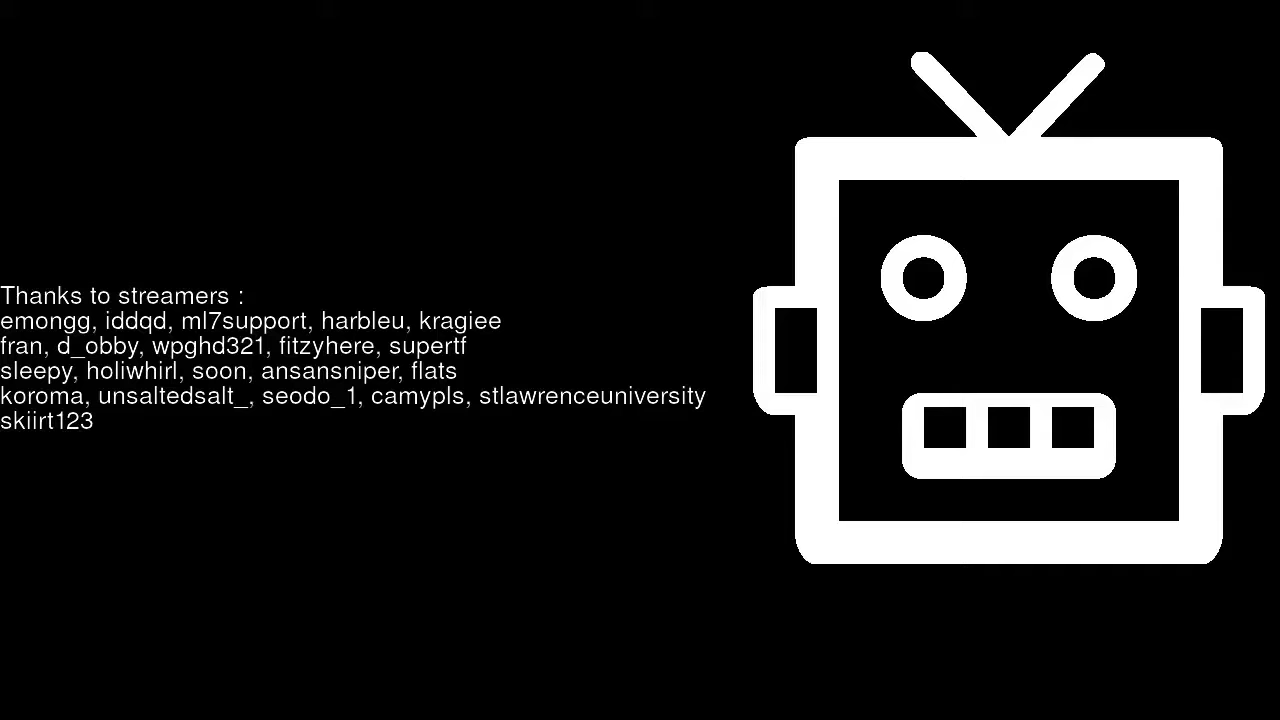 Thanks to streamers :
emongg, iddqd, ml7support, harbleu, kragiee
fran, d_obby, wpghd321, fitzyhere, supertf
sleepy, holiwhirl, soon, ansansniper, flats
koroma, unsaltedsalt_, seodo_1, camypls, stlawrenceuniversity
skiirt123